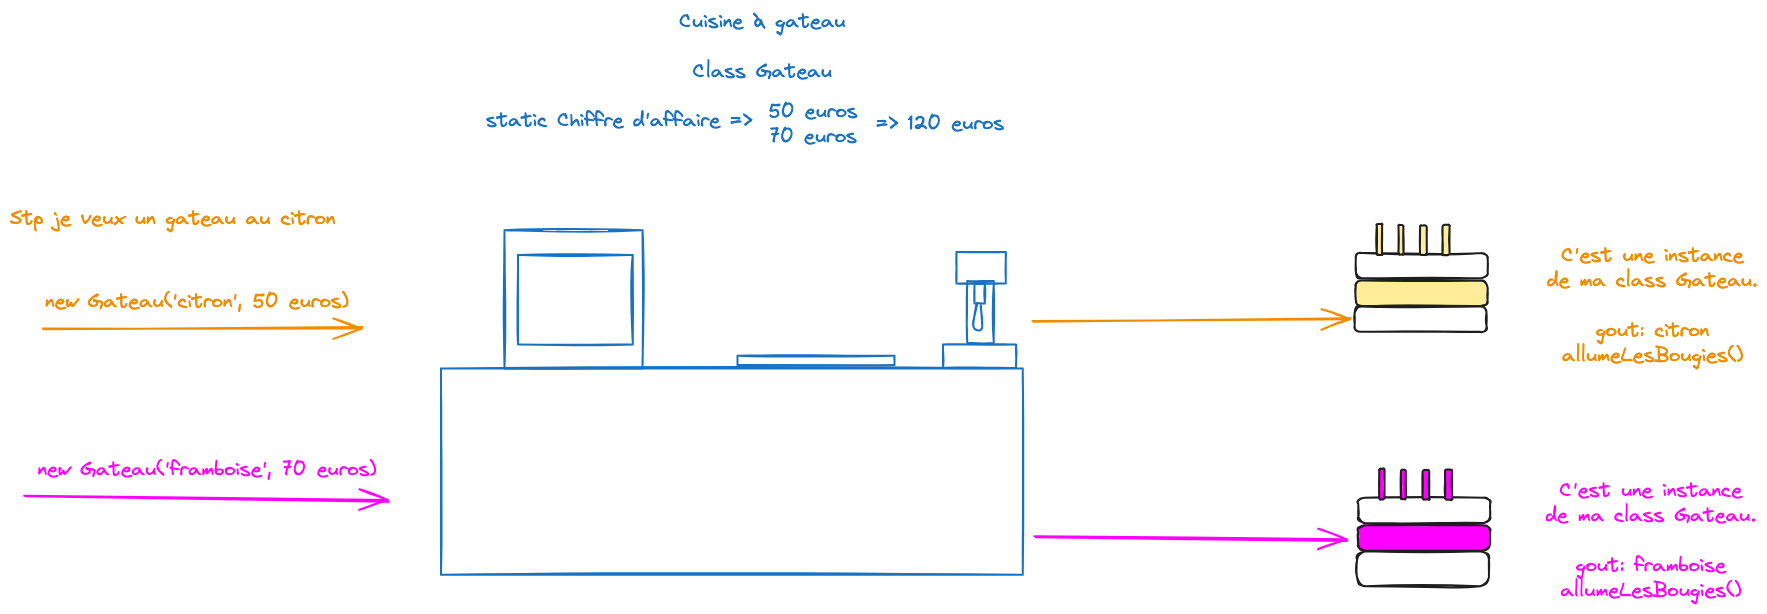 Cuisine à gateau
Class Gateau
static Chiffre d'affaire => 50 euros
70 euros
=> 120 euros
Stp je veux un gateau au citron
new Gateau('citron', 50 euros)
new Gateau('framboise', 70 euros)
C'est une instance
de ma class Gateau.
gout: citron
allumeLesBougies()
C'est une instance
de ma class Gateau.
gout: framboise
allumeLesBougies()